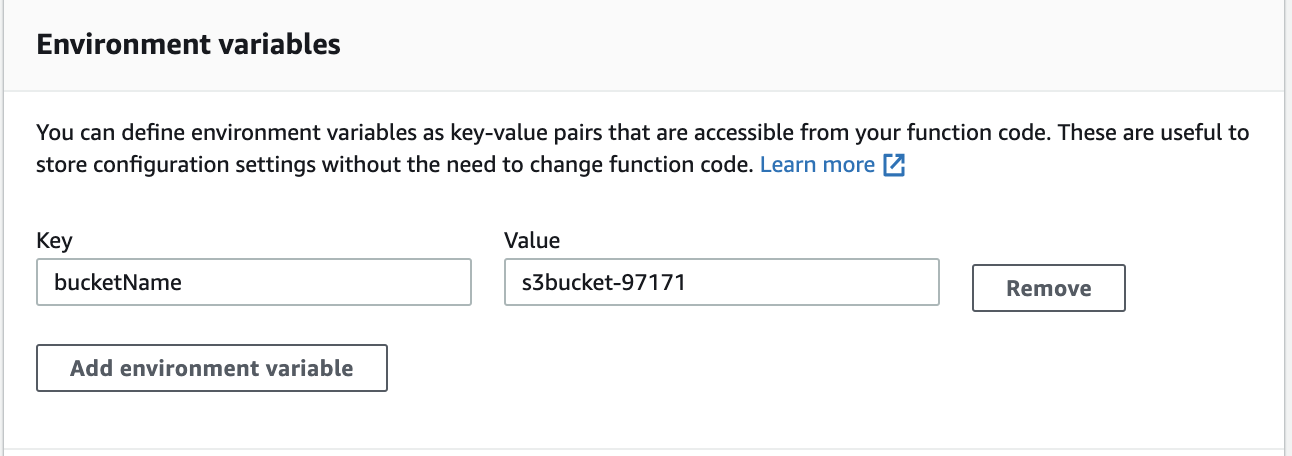 Environment variables
You can define environment variables as key-value pairs that are accessible from your function code. These are useful to
store configuration settings without the need to change function code. Learn more
Key
Value
bucketName
s3bucket-97171
Remove
Add environment variable